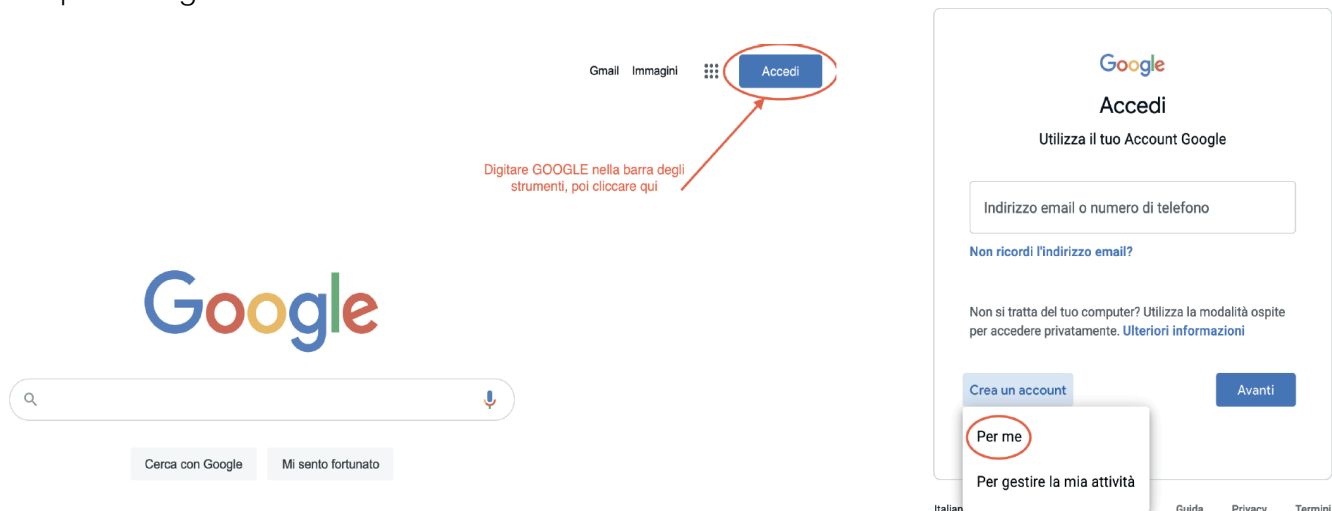 Gmail Immagini Accedi
Digitare GOOGLE nella barra degli
strumenti, poi cliccare qui
Google
Cerca con Google Mi sento fortunato
Google
Accedi
Utilizza il tuo Account Google
Indirizzo email o numero di telefono
Non ricordi l'indirizzo email?
Non si tratta del tuo computer? Utilizza la modalità ospite
per accedere privatamente. Ulteriori informazioni
Crea un account Avanti
Per me
Per gestire la mia attività
Guida Privacy Termini